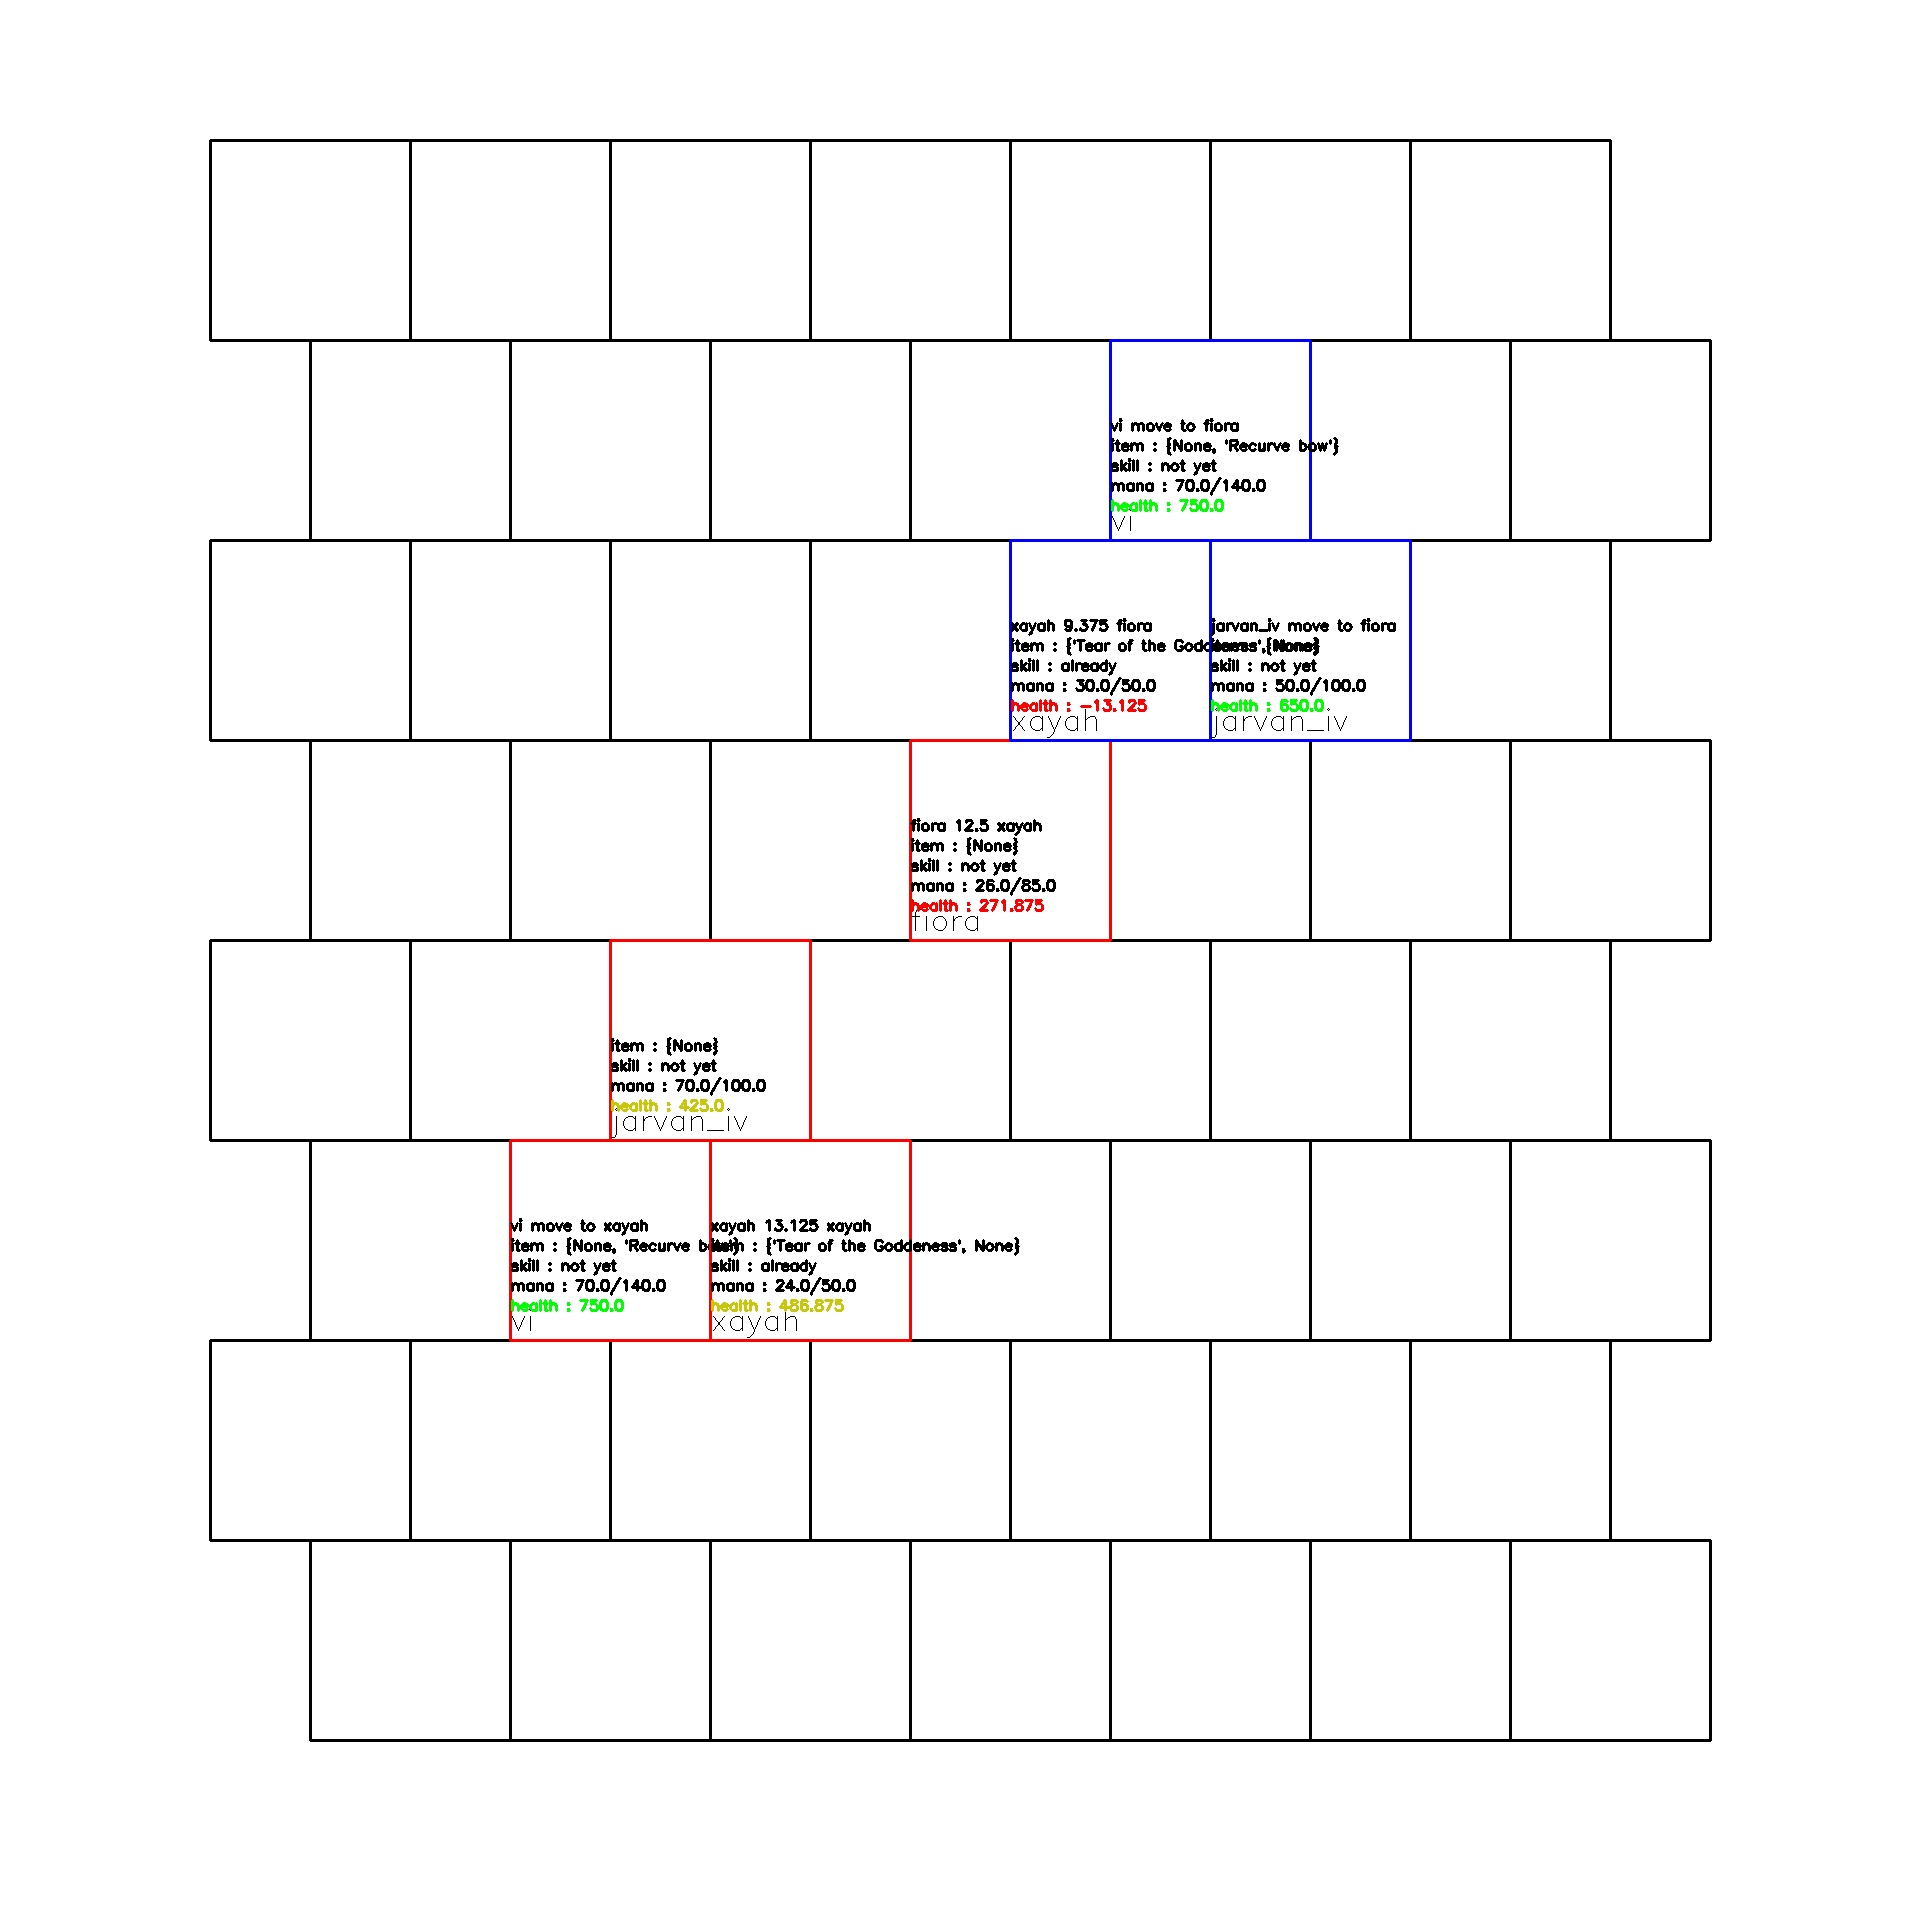 vi move to fiora
item : {None, 'Recurve bow'}
skill : not yet
mana : 70.0/140.0
health : 750.0
vi
xayah 9.375 fiora
item : {'Tear of the Goddeness', None}
skill : already
mana : 30.0/50.0
health : -13.125
xayah
jarvan_iv move to fiora
item : {None}
skill : not yet
mana : 50.0/100.0
health : 650.0
jarvan_iv
fiora 12.5 xayah
item : {None}
skill : not yet
mana : 26.0/85.0
health : 271.875
fiora
item : {None}
skill : not yet
mana : 70.0/100.0
health : 425.0
jarvan_iv
vi move to xayah
item : {None, 'Recurve bow'}
skill : not yet
mana : 70.0/140.0
health : 750.0
vi
xayah 13.125 xayah
item : {'Tear of the Goddeness', None}
skill : already
mana : 24.0/50.0
health : 486.875
xayah